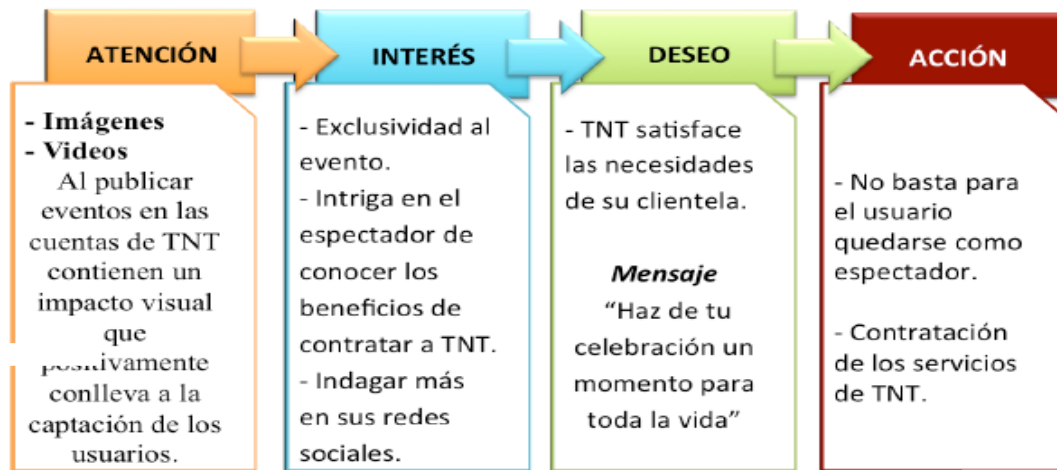 ATENCIÓN
- Imágenes
- Videos
Al publicar
eventos en las
cuentas de TNT
contienen un
impacto visual
que
positivamente
conlleva a la
captación de los
usuarios.
INTERÉS
- Exclusividad al
evento.
- Intriga en el
espectador de
conocer los
beneficios de
contratar a TNT.
- Indagar más
en sus redes
sociales.
DESEO
- TNT satisface
las necesidades
de su clientela.
Mensaje
“Haz de tu
celebración un
momento para
toda la vida”
ACCIÓN
- No basta para
el usuario
quedarse como
espectador.
- Contratación
de los servicios
de TNT.